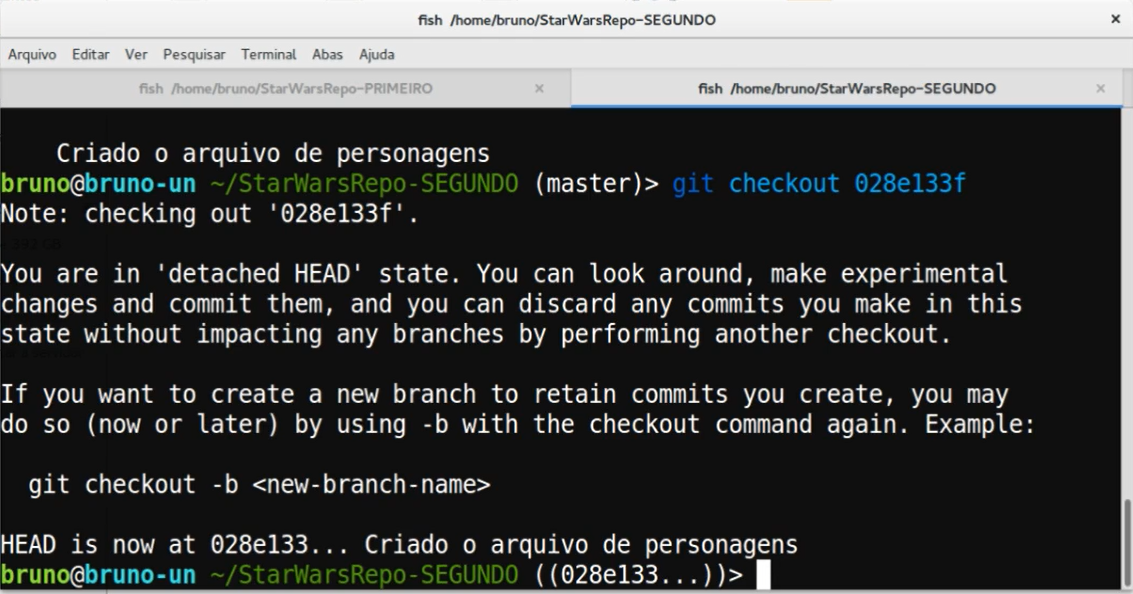 fish /home/bruno/StarWarsRepo-SEGUNDO ×
Arquivo Editar Ver Pesquisar Terminal Abas Ajuda
fish /home/bruno/StarWarsRepo-PRIMEIRO × fish /home/bruno/StarWarsRepo-SEGUNDO ×
Criado o arquivo de personagens
bruno@bruno-un ~/StarWarsRepo-SEGUNDO (master)> git checkout 028e133f
Note: checking out '028e133f'.
You are in 'detached HEAD' state. You can look around, make experimental
changes and commit them, and you can discard any commits you make in this
state without impacting any branches by performing another checkout.
If you want to create a new branch to retain commits you create, you may
do so (now or later) by using -b with the checkout command again. Example:
git checkout -b <new-branch-name>
HEAD is now at 028e133... Criado o arquivo de personagens
bruno@bruno-un ~/StarWarsRepo-SEGUNDO ((028e133...))>